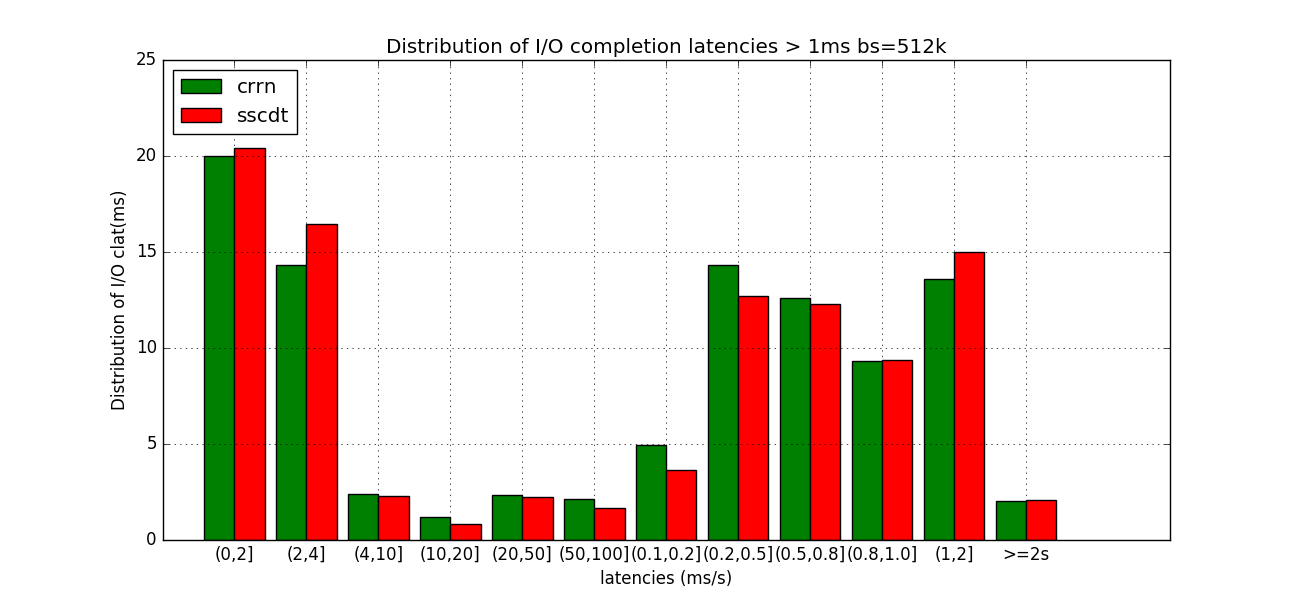 Distribution of I/O completion latencies > 1ms bs=512k
25
20
15
10
5
0
crrn
sscdt
Distribution of I/O clat(ms)
(0,2] (2,4] (4,10] (10,20] (20,50] (50,100] (0.1,0.2] (0.2,0.5] (0.5,0.8] (0.8,1.0] (1,2] >=2s
latencies (ms/s)